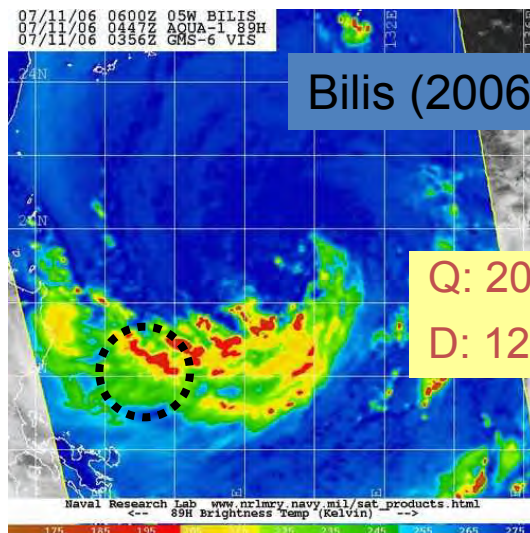 07/11/06 0600Z 05W BILIS
07/11/06 0447Z AQUA-1 89H
07/11/06 0356Z GMS-6 VIS
132E
24N
Bilis (2006
Q: 20
D: 12
Naval Research Lab www.nrlmry.navy.mil/sat_products.html
<-- 89H Brightness Temp (Kelvin) -->
175 185 195 205 215 225 235 245 255 265 275